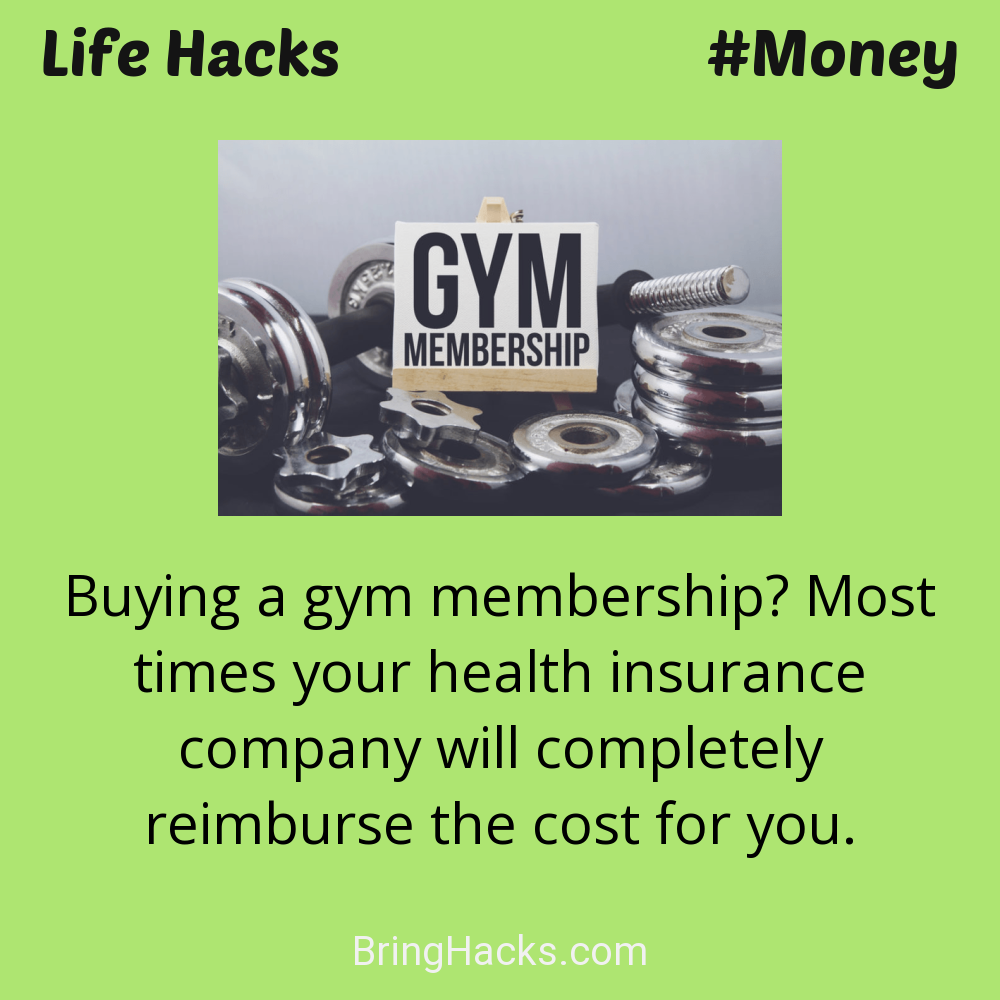 Life Hacks #Money
GYM
MEMBERSHIP
Buying a gym membership? Most
times your health insurance
company will completely
reimburse the cost for you.
BringHacks.com